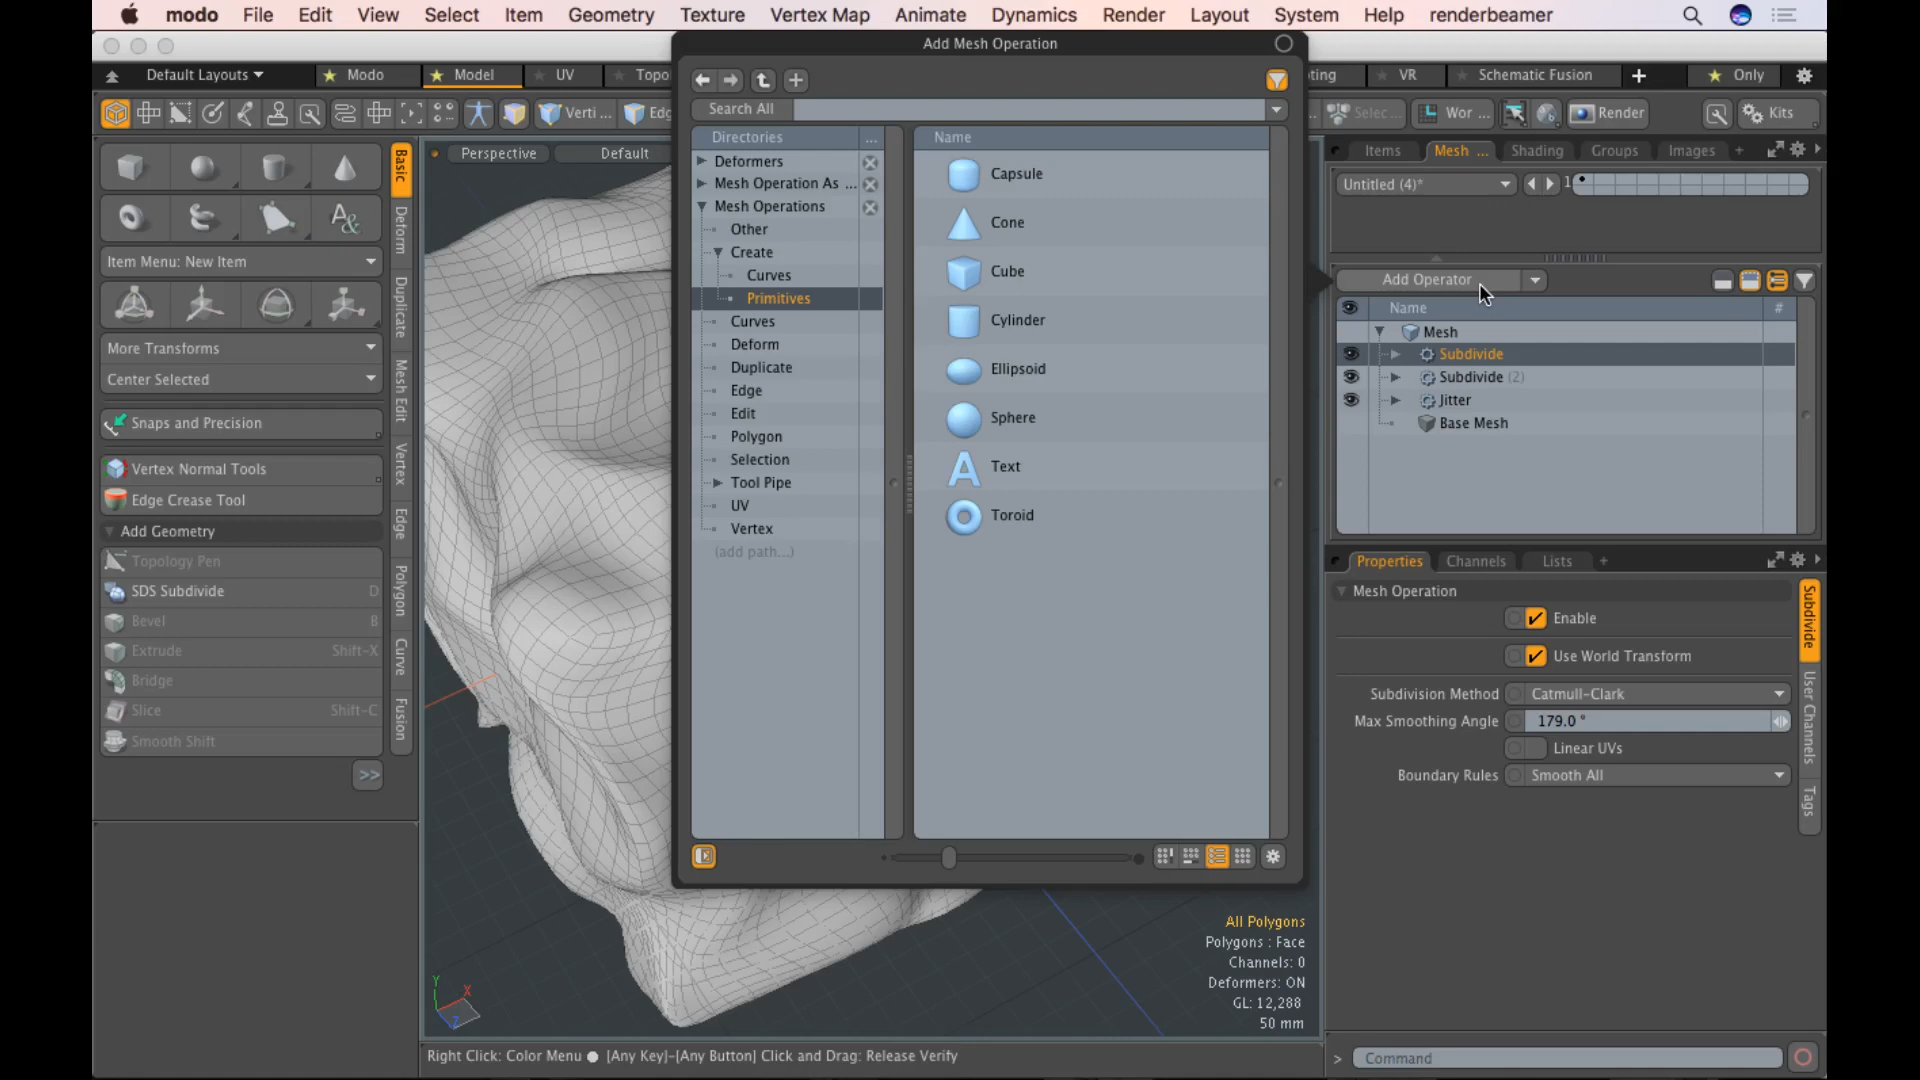 modo File Edit View Select Item Geometry Texture Vertex Map Animate Dynamics Render Layout System Help renderbeamer
Add Mesh Operation
Default Layouts Modo Model UV Topo ting VR Schematic Fusion + Only
Verti ... Edg Selec... Wor ... Render Kits
Search All
Directories ... Name
Deformers
Mesh Operation As ...
Mesh Operations
Other
Create
Curves
Primitives
Curves
Deform
Duplicate
Edge
Edit
Polygon
Selection
Tool Pipe
UV
Vertex
(add path...)
Capsule
Cone
Cube
Cylinder
Ellipsoid
Sphere
Text
Toroid
Basic
Deform
Duplicate
Mesh Edit
Vertex
Edge
Polygon
Curve
Fusion
Item Menu: New Item
More Transforms
Center Selected
Snaps and Precision
Vertex Normal Tools
Edge Crease Tool
Add Geometry
Topology Pen
SDS Subdivide D
Bevel B
Extrude Shift-X
Bridge
Slice Shift-C
Smooth Shift
>>
Perspective Default
All Polygons
Polygons : Face
Channels: 0
Deformers: ON
GL: 12,288
50 mm
Y
X
Z
Right Click: Color Menu ● [Any Key]-[Any Button] Click and Drag: Release Verify
Items Mesh ... Shading Groups Images +
Untitled (4)* 1
Add Operator
Name #
Mesh
Subdivide
Subdivide (2)
Jitter
Base Mesh
Properties Channels Lists +
Mesh Operation
Enable
Use World Transform
Subdivision Method Catmull-Clark
Max Smoothing Angle 179.0 °
Linear UVs
Boundary Rules Smooth All
Subdivide
User Channels
Tags
> Command